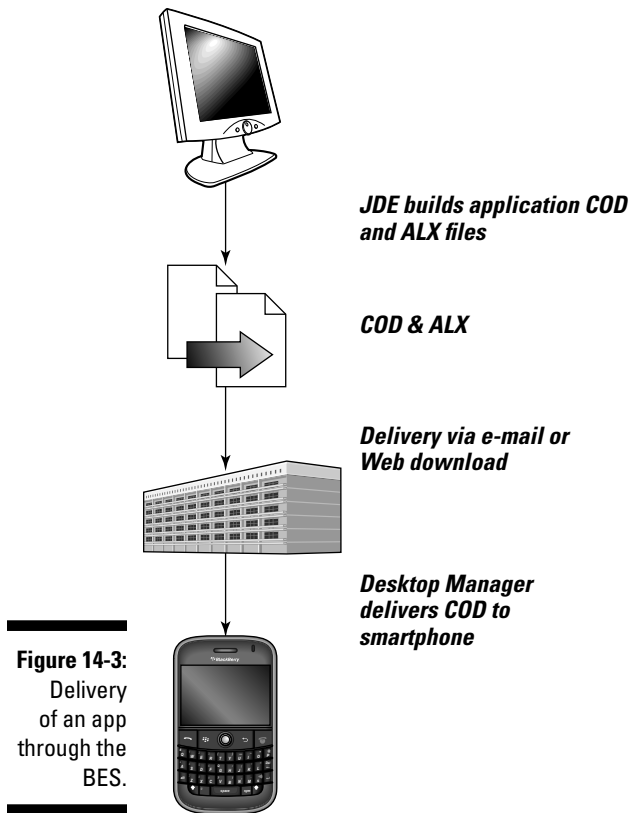 JDE builds application COD
and ALX files
COD & ALX
Delivery via e-mail or
Web download
Desktop Manager
delivers COD to
smartphone
Figure 14-3:
Delivery
of an app
through the
BES.
BlackBerry